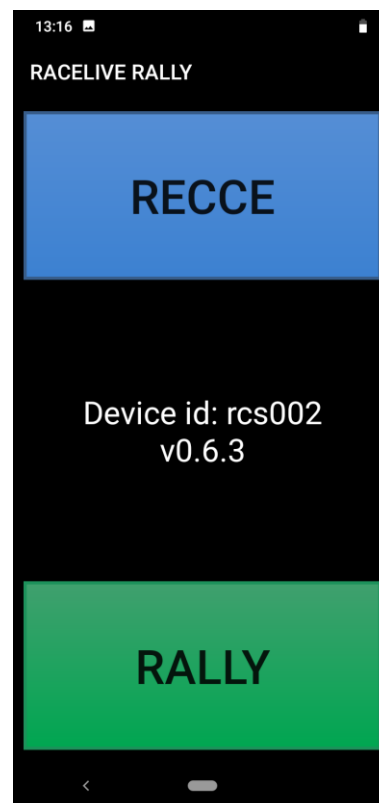 13:16
RACELIVE RALLY
RECCE
Device id: rcs002
v0.6.3
RALLY